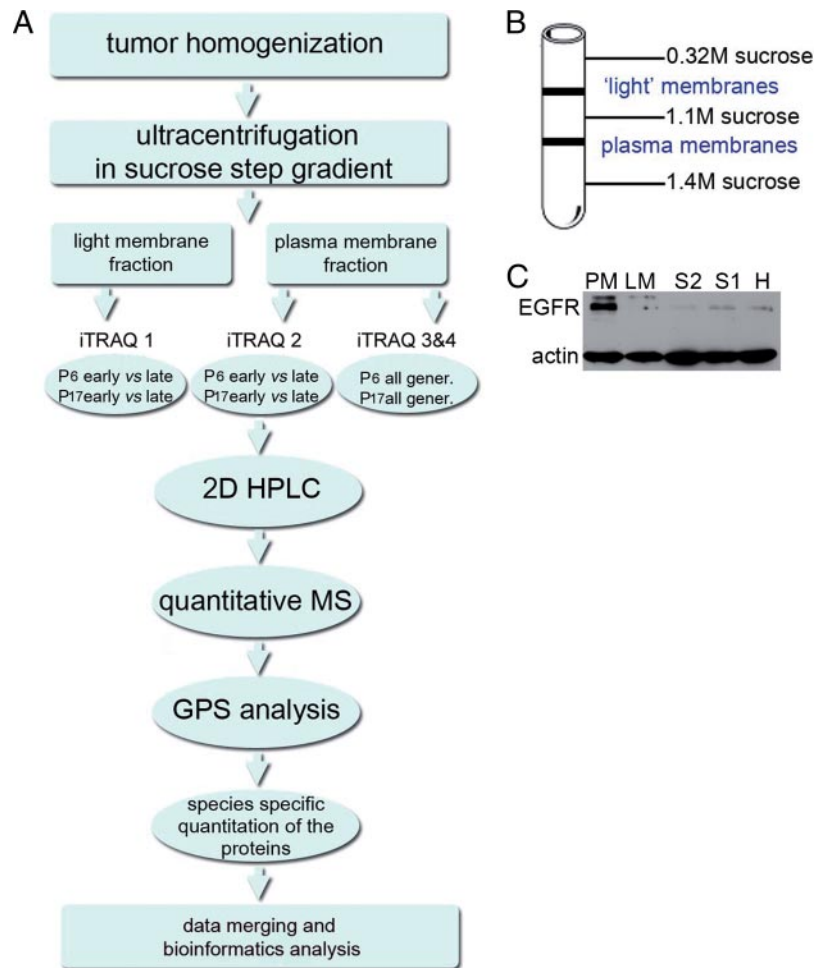 A
tumor homogenization
ultracentrifugation
in sucrose step gradient
light membrane
fraction
plasma membrane
fraction
iTRAQ 1
iTRAQ 2
iTRAQ 3&4
P6 early vs late
P17early vs late
P6 early vs late
P17early vs late
P6 all gener.
P17all gener.
2D HPLC
quantitative MS
GPS analysis
species specific
quantitation of the
proteins
data merging and
bioinformatics analysis
B
0.32M sucrose
'light' membranes
1.1M sucrose
plasma membranes
1.4M sucrose
C
PM LM S2 S1 H
EGFR
actin